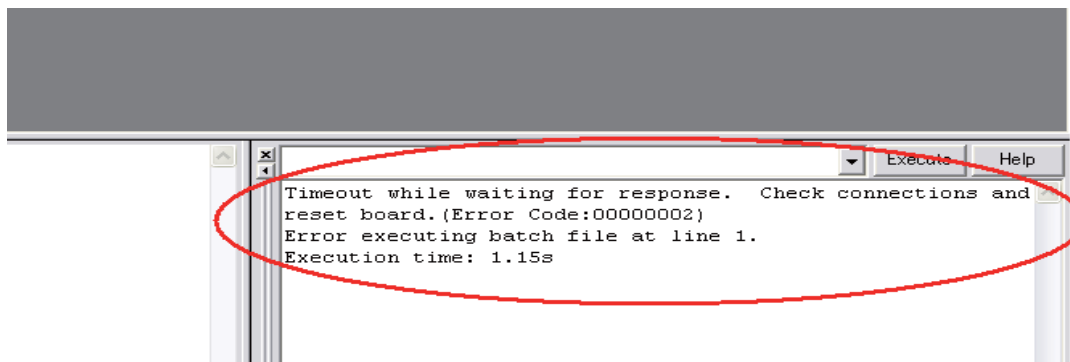 Execute Help
Timeout while waiting for response.  Check connections and
reset board.(Error Code:00000002)
Error executing batch file at line 1.
Execution time: 1.15s